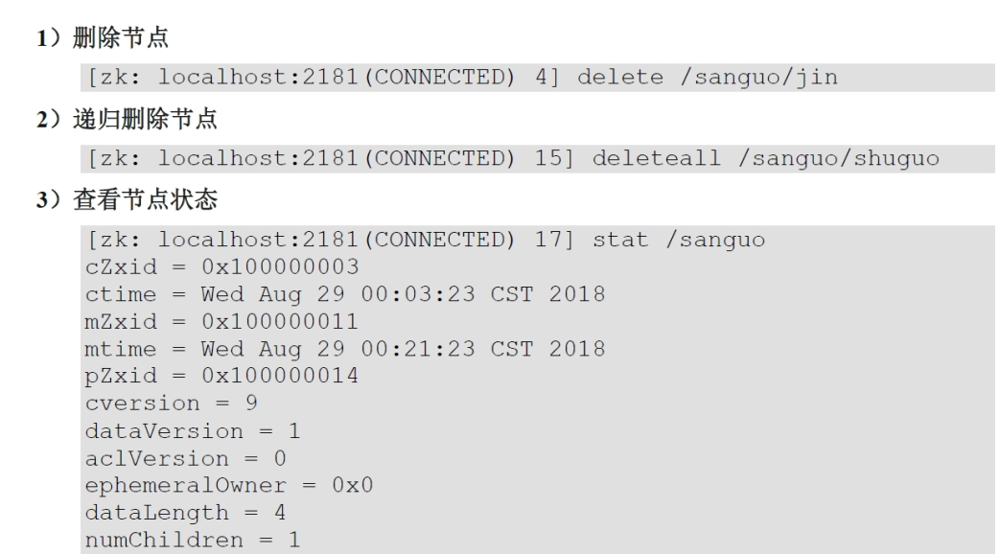 1）删除节点
[zk: localhost:2181(CONNECTED) 4] delete /sanguo/jin
2）递归删除节点
[zk: localhost:2181(CONNECTED) 15] deleteall /sanguo/shuguo
3）查看节点状态
[zk: localhost:2181(CONNECTED) 17] stat /sanguo
cZxid = 0x100000003
ctime = Wed Aug 29 00:03:23 CST 2018
mZxid = 0x100000011
mtime = Wed Aug 29 00:21:23 CST 2018
pZxid = 0x100000014
cversion = 9
dataVersion = 1
aclVersion = 0
ephemeralOwner = 0x0
dataLength = 4
numChildren = 1